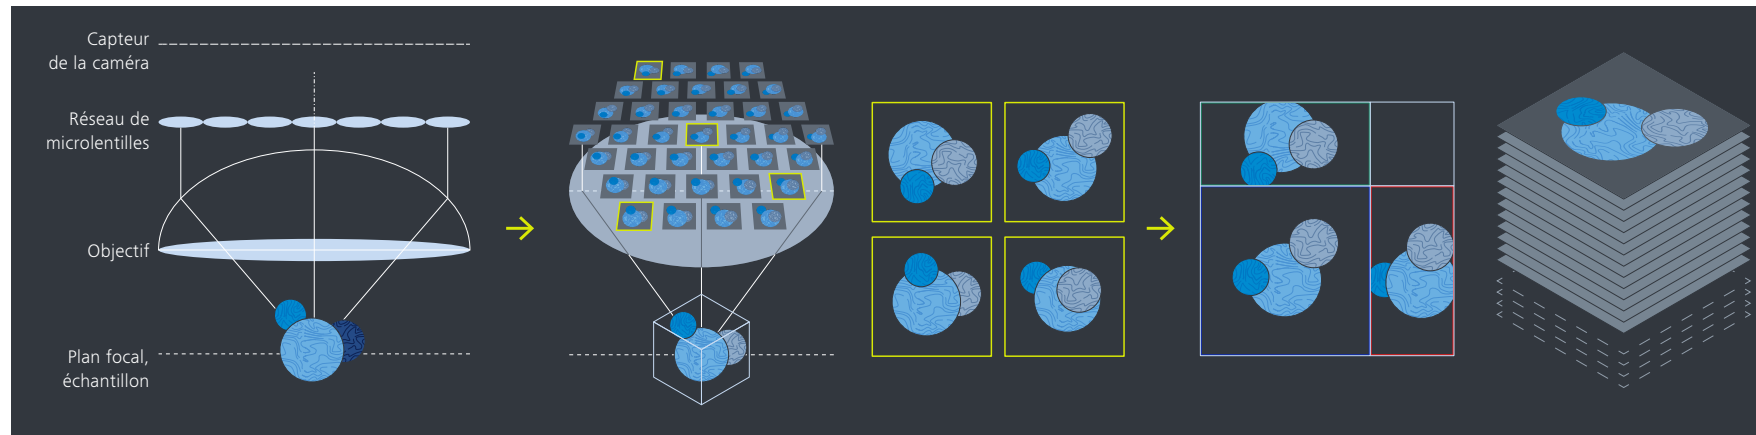 Capteur
de la caméra
Réseau de
microlentilles
Objectif
Plan focal,
échantillon